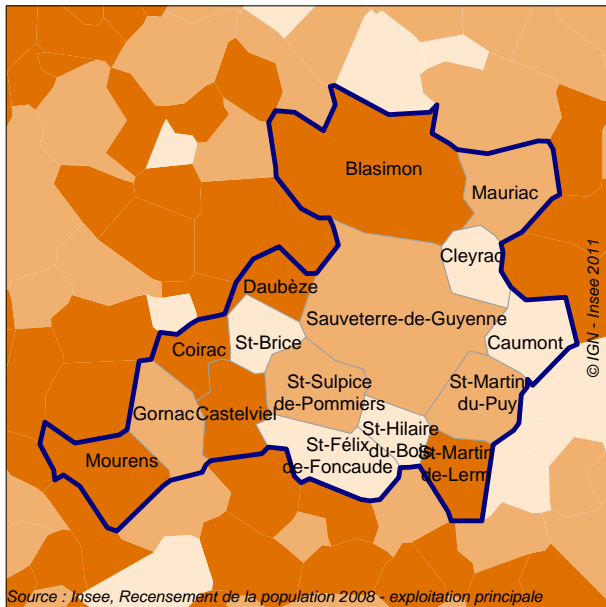 Blasimon
Mauriac
Cleyrac
Daubèze
Sauveterre-de-Guyenne
St-Brice
Caumont
Coirac
St-Sulpice
de-Pommiers
St-Martin
du-Puy
Gornac
Castelviel
St-Hilaire
du-Bois
St-Félix
de-Foncaude
St-Martin
de-Lerm
Mourens
© IGN - Insee 2011
Source : Insee, Recensement de la population 2008 - exploitation principale